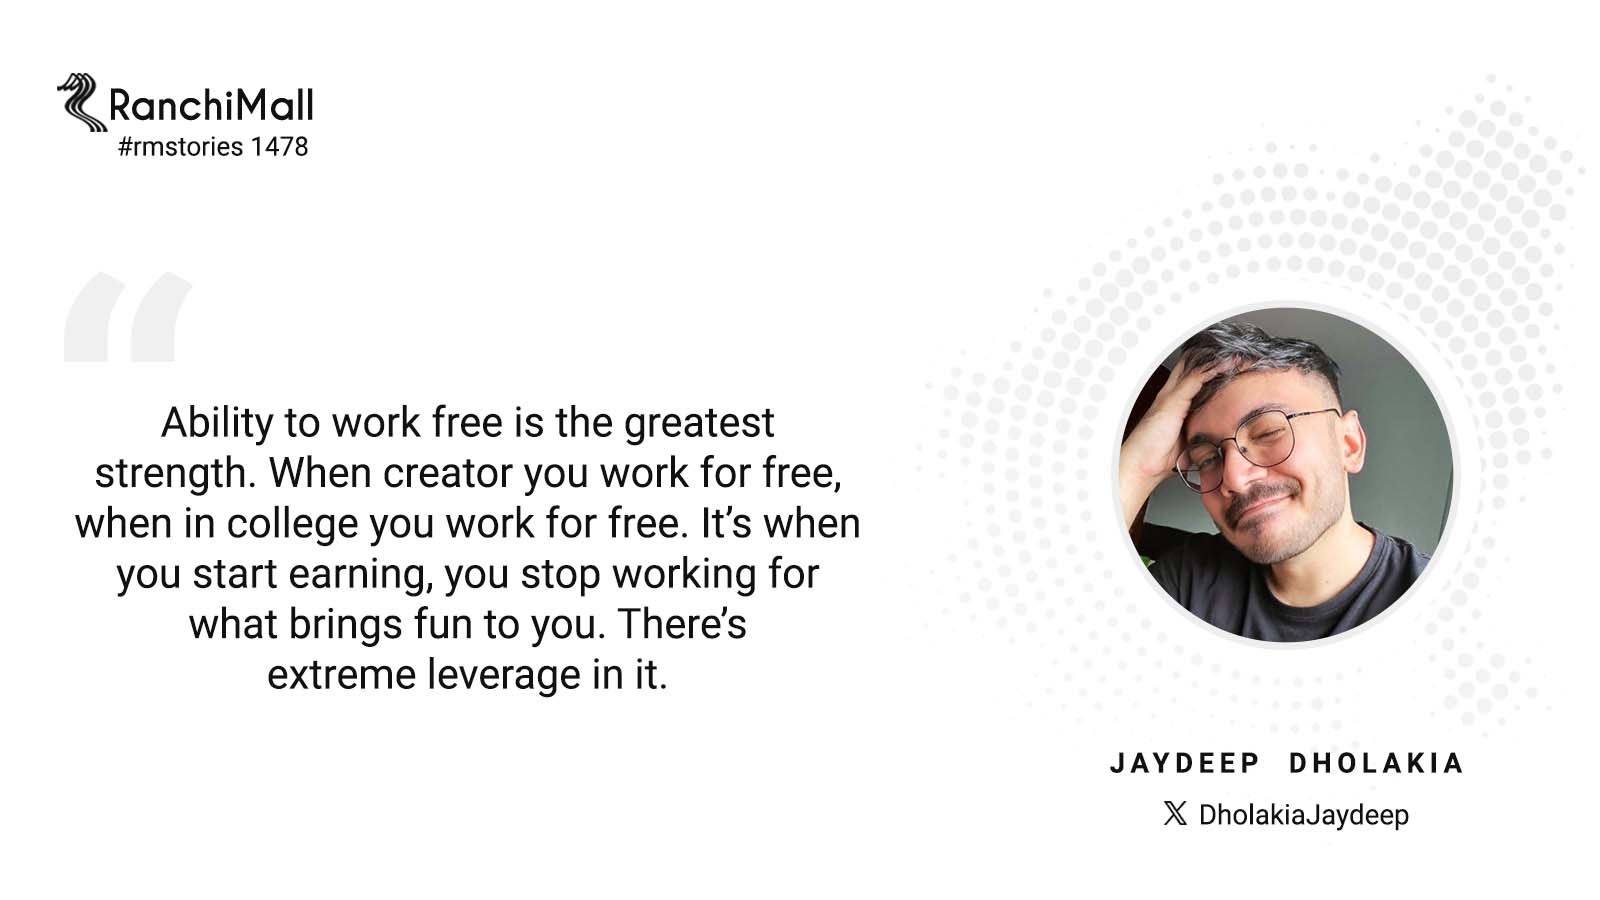 RanchiMall
#rmstories 1478
“
Ability to work free is the greatest
strength. When creator you work for free,
when in college you work for free. It’s when
you start earning, you stop working for
what brings fun to you. There’s
extreme leverage in it.
JAYDEEP DHOLAKIA
𝕏 DholakiaJaydeep